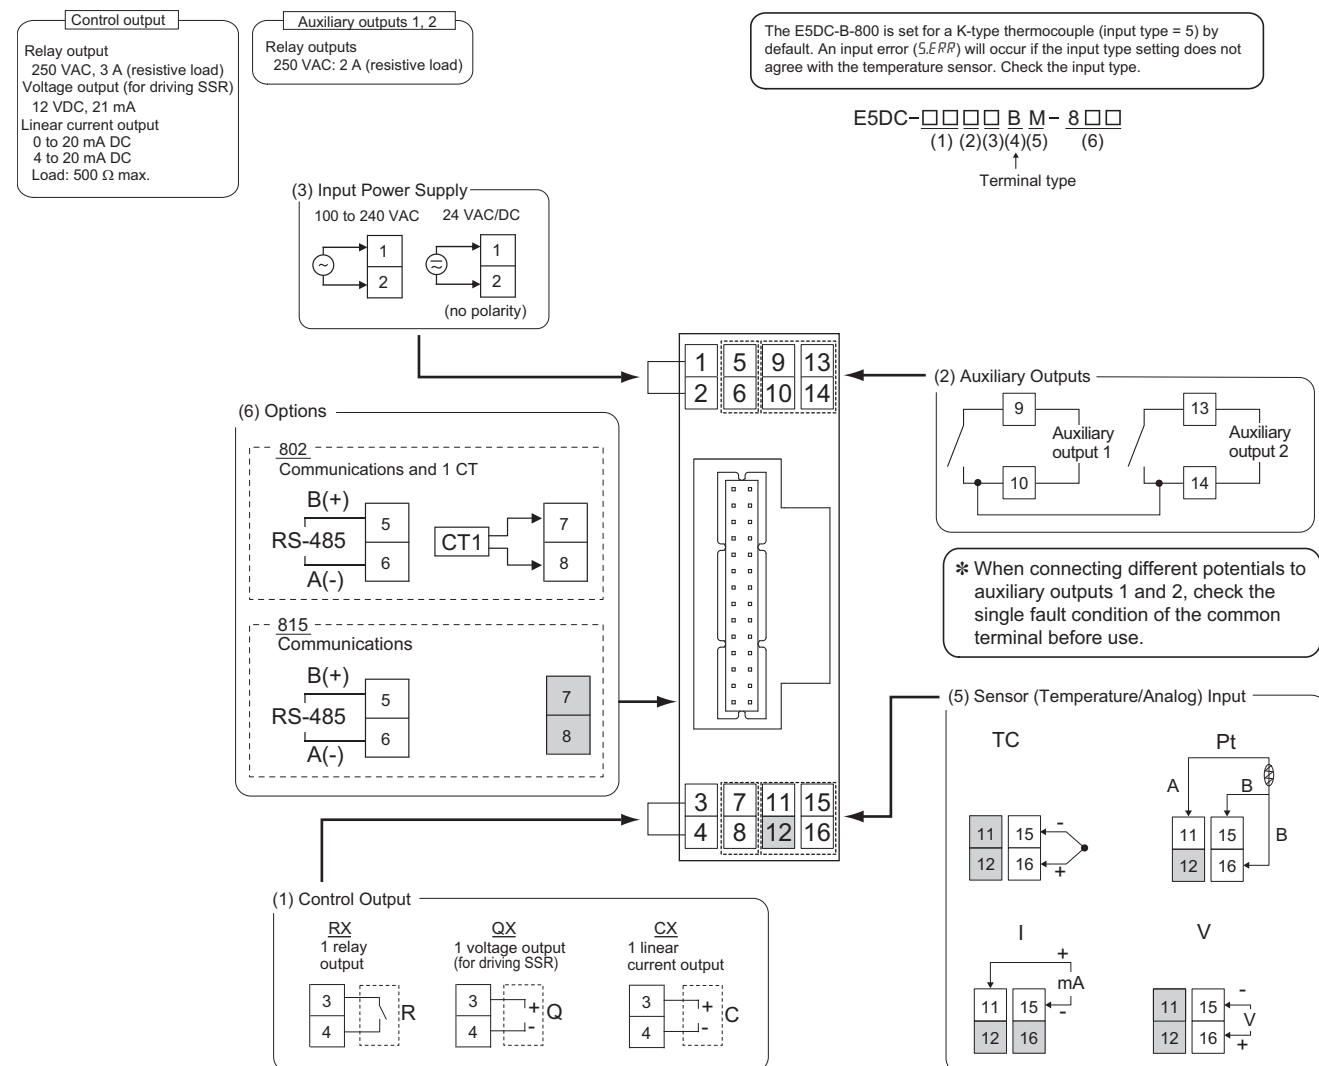 Control output
Relay output
250 VAC, 3 A (resistive load)
Voltage output (for driving SSR)
12 VDC, 21 mA
Linear current output
0 to 20 mA DC
4 to 20 mA DC
Load: 500 Ω max.
Auxiliary outputs 1, 2
Relay outputs
250 VAC: 2 A (resistive load)
The E5DC-B-800 is set for a K-type thermocouple (input type = 5) by
default. An input error (S.ERR) will occur if the input type setting does not
agree with the temperature sensor. Check the input type.
E5DC-□□□□ B M- 8□□
(1) (2)(3)(4)(5) (6)
Terminal type
(3) Input Power Supply
100 to 240 VAC 24 VAC/DC
1 1
2 2
(no polarity)
1 5 9 13
2 6 10 14
(2) Auxiliary Outputs
9 13
Auxiliary
output 1
Auxiliary
output 2
10 14
✽ When connecting different potentials to
auxiliary outputs 1 and 2, check the
single fault condition of the common
terminal before use.
(6) Options
802
Communications and 1 CT
B(+)
5 7
RS-485 CT1
6 8
A(-)
815
Communications
B(+)
5 7
RS-485
6 8
A(-)
3 7 11 15
4 8 12 16
(5) Sensor (Temperature/Analog) Input
TC
11 15 -
12 16 +
Pt
A B
11 15 B
12 16
I
+
mA
11 15 -
12 16
V
11 15 -
V
12 16 +
(1) Control Output
RX
1 relay
output
3
R
4
QX
1 voltage output
(for driving SSR)
3
+ Q
4 -
CX
1 linear
current output
3
+ C
4 -